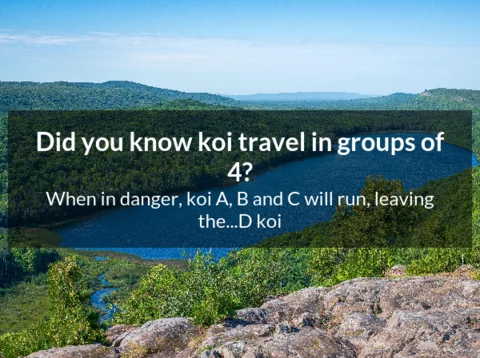 Did you know koi travel in groups of
4?
When in danger, koi A, B and C will run, leaving
the...D koi